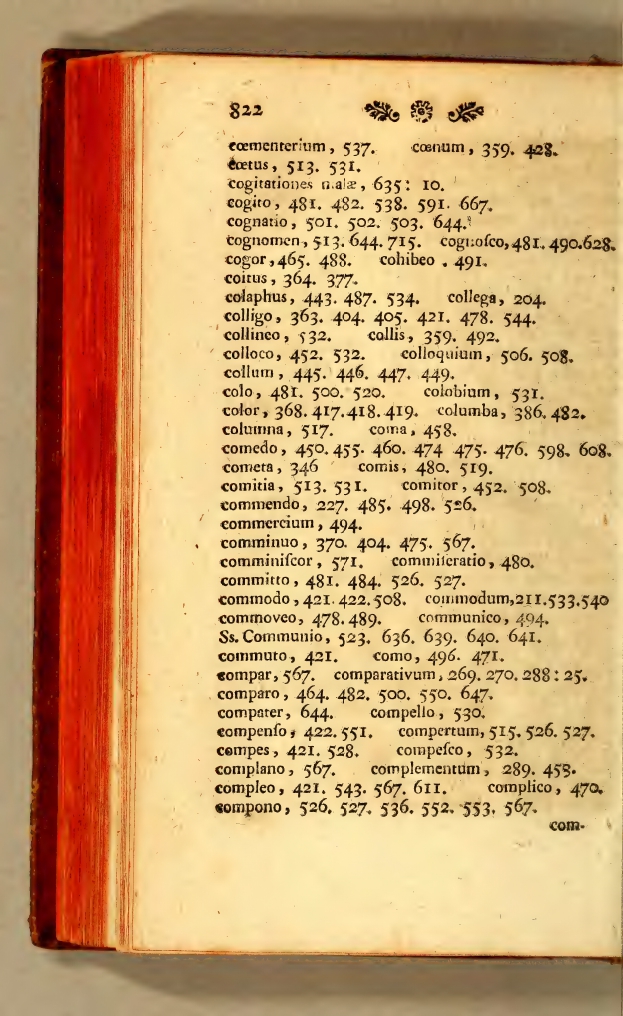 822
cœmenterium, 537. cœnum, 359. 428.
cœtus, 513. 531.
cogitationes malæ, 635: 10.
cogito, 481. 482. 538. 591. 667.
cognatio, 501. 502. 503. 644.
cognomen, 513. 644. 715. cognoſco, 481. 490. 628.
cogor, 465. 488. cohibeo, 491.
coitus, 364. 377.
colaphus, 443. 487. 534. collega, 204.
colligo, 363. 404. 405. 421. 478. 544.
collineo, 532. collis, 359. 492.
colloco, 452. 532. colloquium, 506. 508.
collum, 445. 446. 447. 449.
colo, 481. 500. 520. colobium, 531.
color, 368. 417. 418. 419. columba, 386. 482.
columna, 517. coma, 458.
comedo, 450. 455. 460. 474 475. 476. 598. 608.
cometa, 346 comis, 480. 519.
comitia, 513. 531. comitor, 452. 508.
commendo, 227. 485. 498. 526.
commercium, 494.
comminuo, 370. 404. 475. 567.
comminiſcor, 571. commiſeratio, 480.
committo, 481. 484. 526. 527.
commodo, 421. 422. 508. commodum, 211. 533. 540
commoveo, 478. 489. communico, 494.
Ss. Communio, 523. 636. 639. 640. 641.
commuto, 421. como, 496. 471.
compar, 567. comparativum, 269. 270. 288: 25.
comparo, 464. 482. 500. 550. 647.
compater, 644. compello, 530.
compenſo, 422. 551. compertum, 515. 526. 527.
compes, 421. 528. compeſco, 532.
complano, 567. complementum, 289. 453.
compleo, 421. 543. 567. 611. complico, 470.
compono, 526. 527. 536. 552. 553. 567.
com-